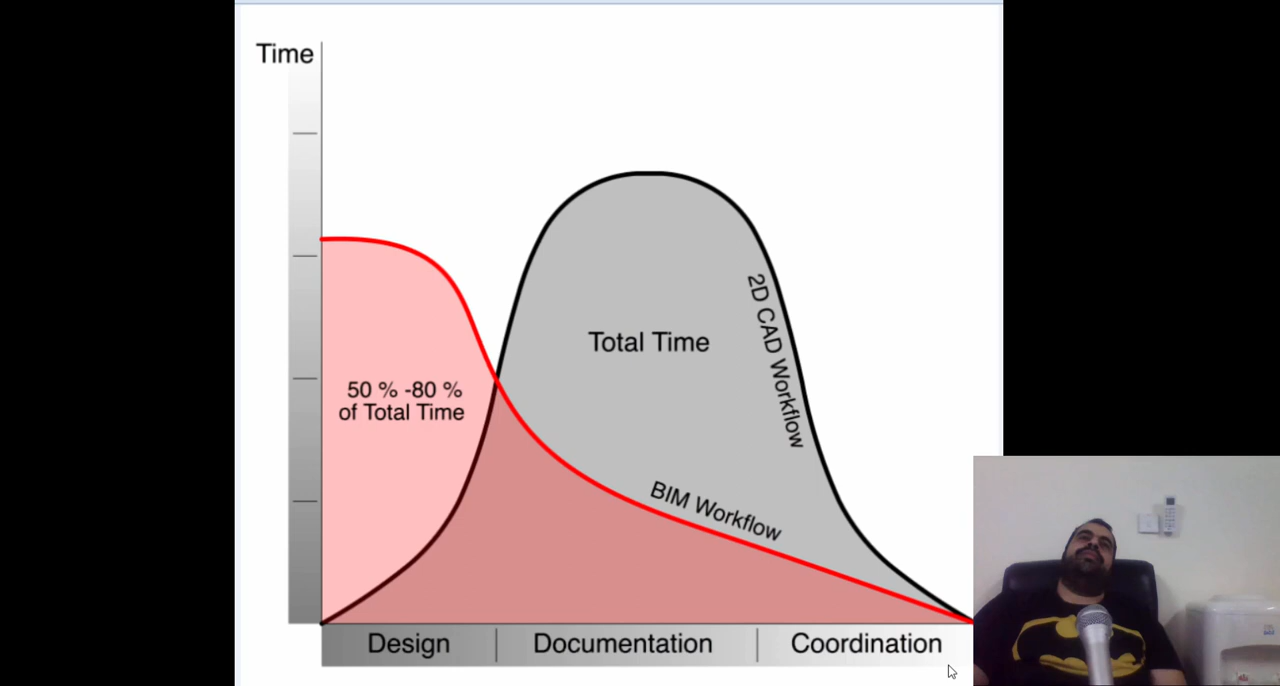 Time
2D CAD Workflow
Total Time
50 % -80 %
of Total Time
BIM Workflow
Design
Documentation
Coordination